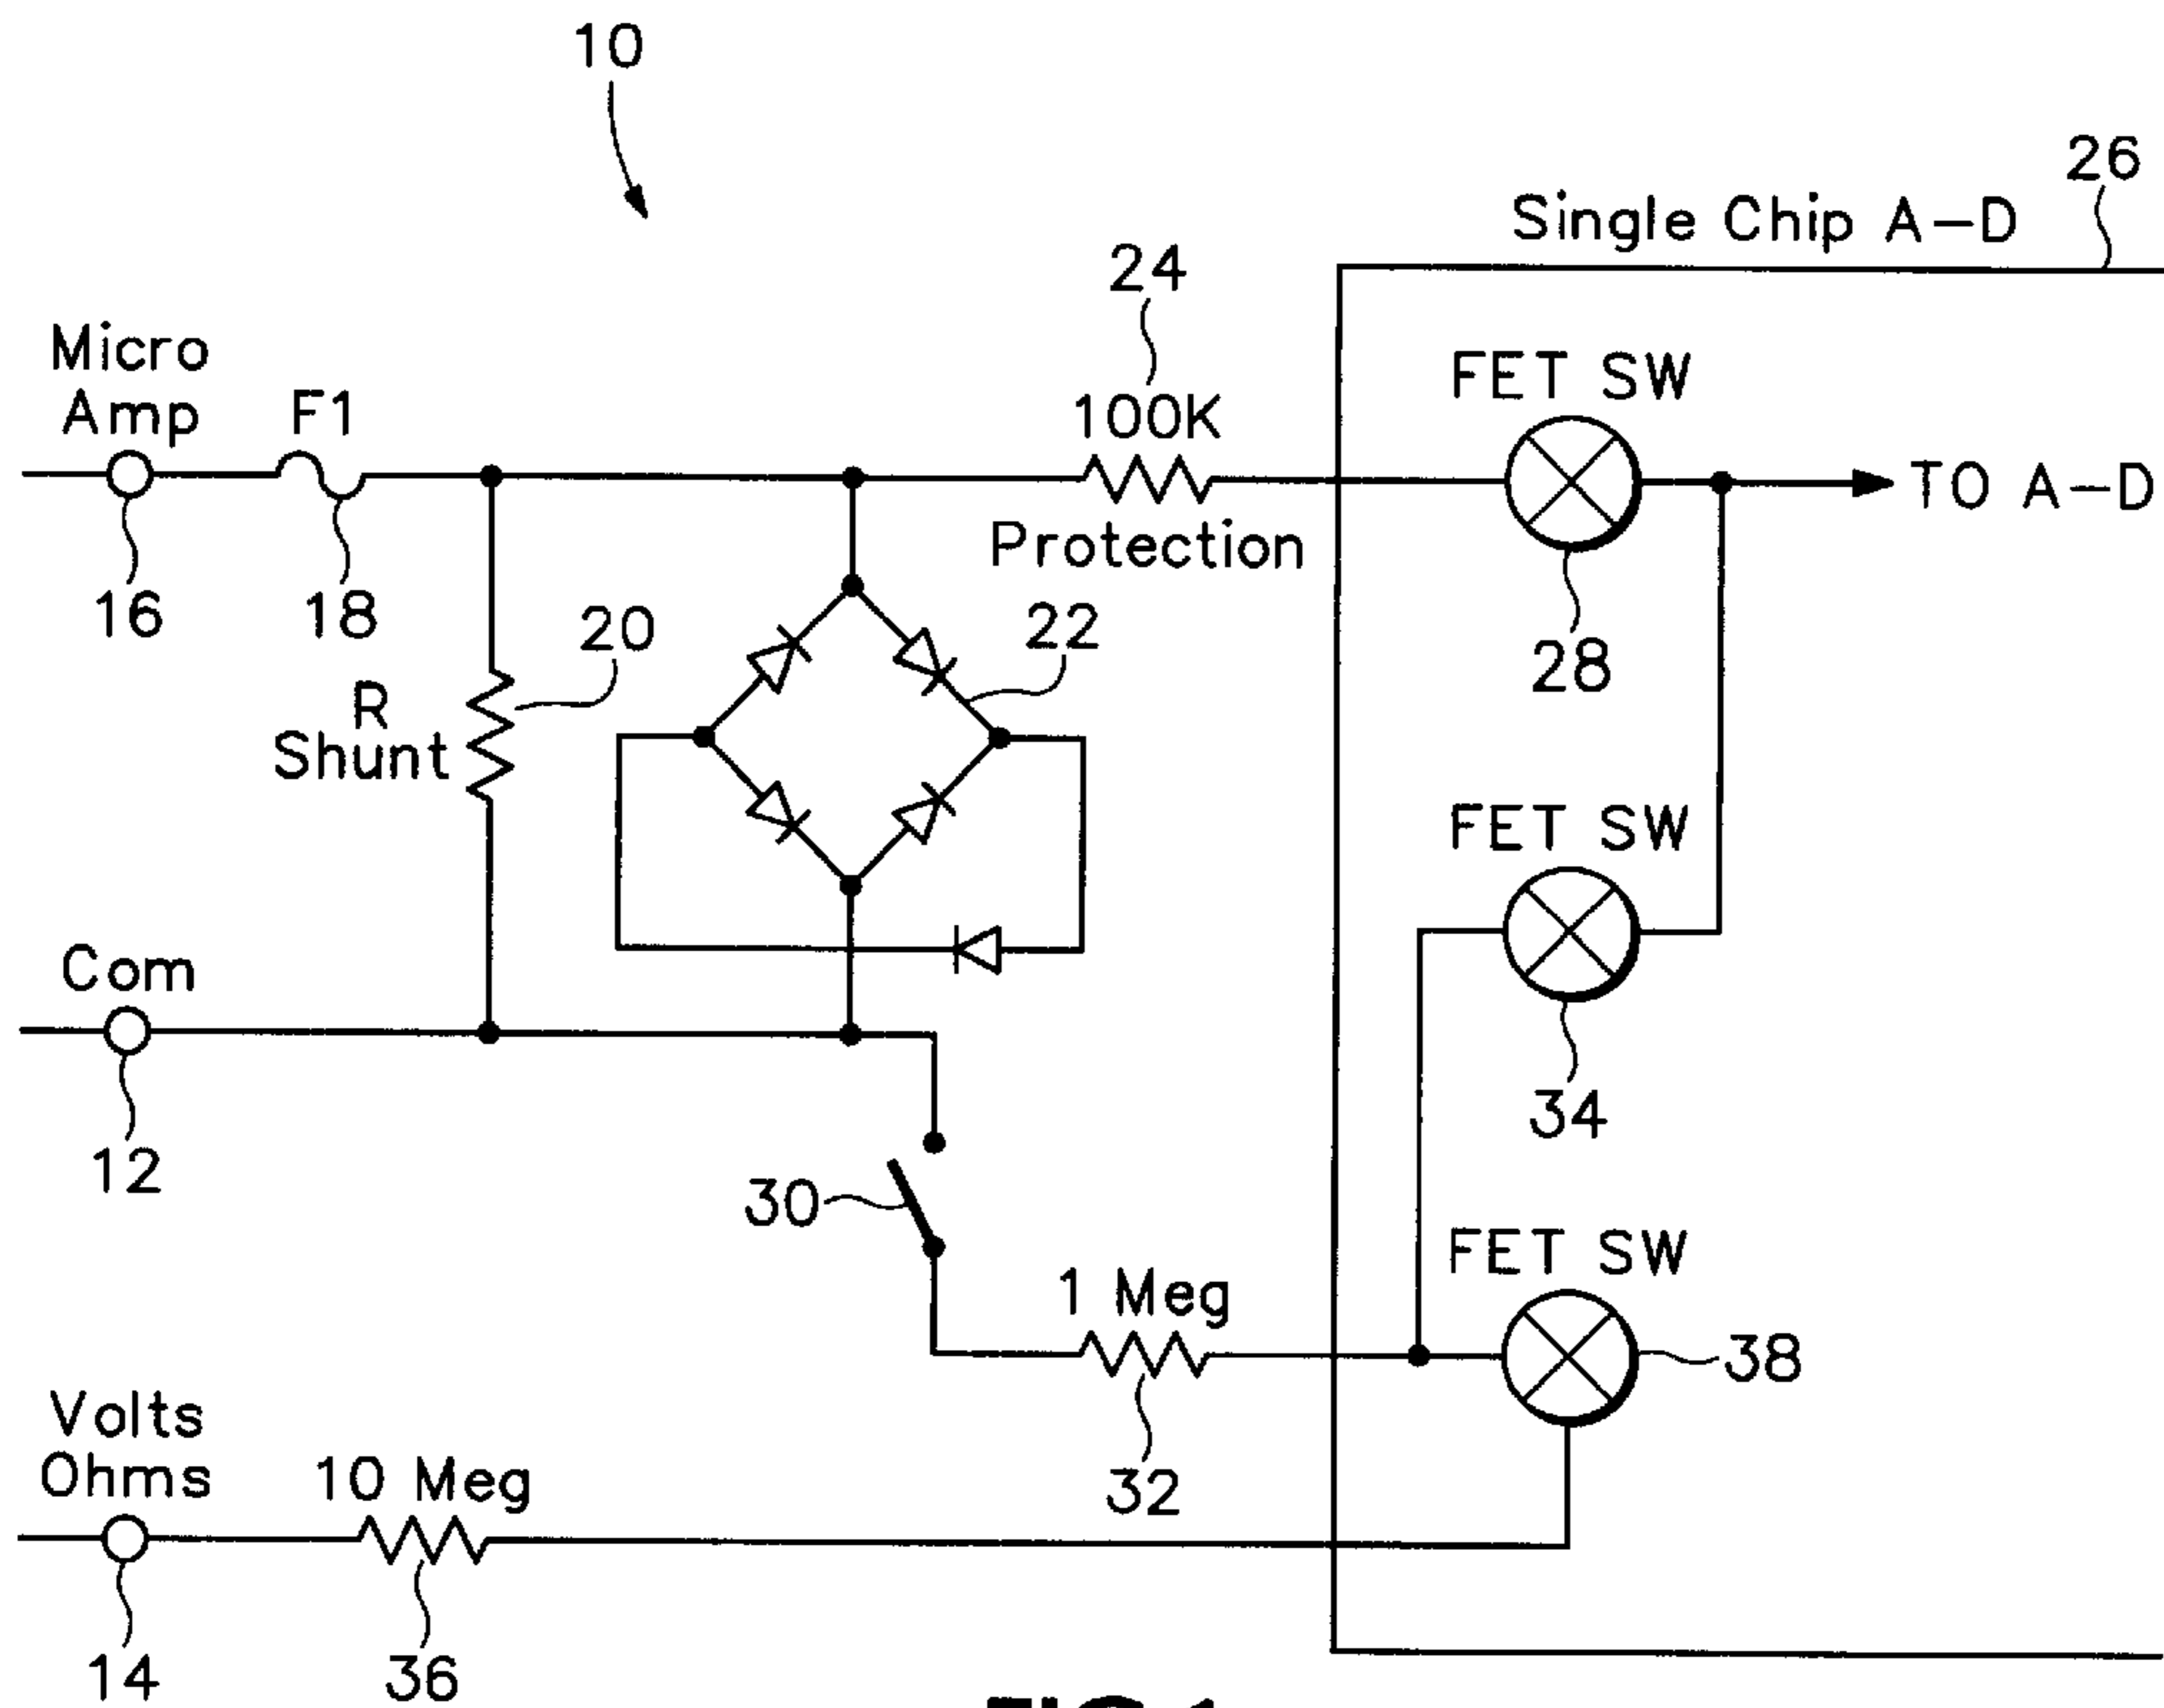 10
26
Single Chip A-D
24
Micro
Amp
F1
100K
FET SW
TO A-D
Protection
16
18
20
22
28
R
Shunt
FET SW
Com
34
12
30
1 Meg
FET SW
38
Volts
Ohms
10 Meg
32
14
36